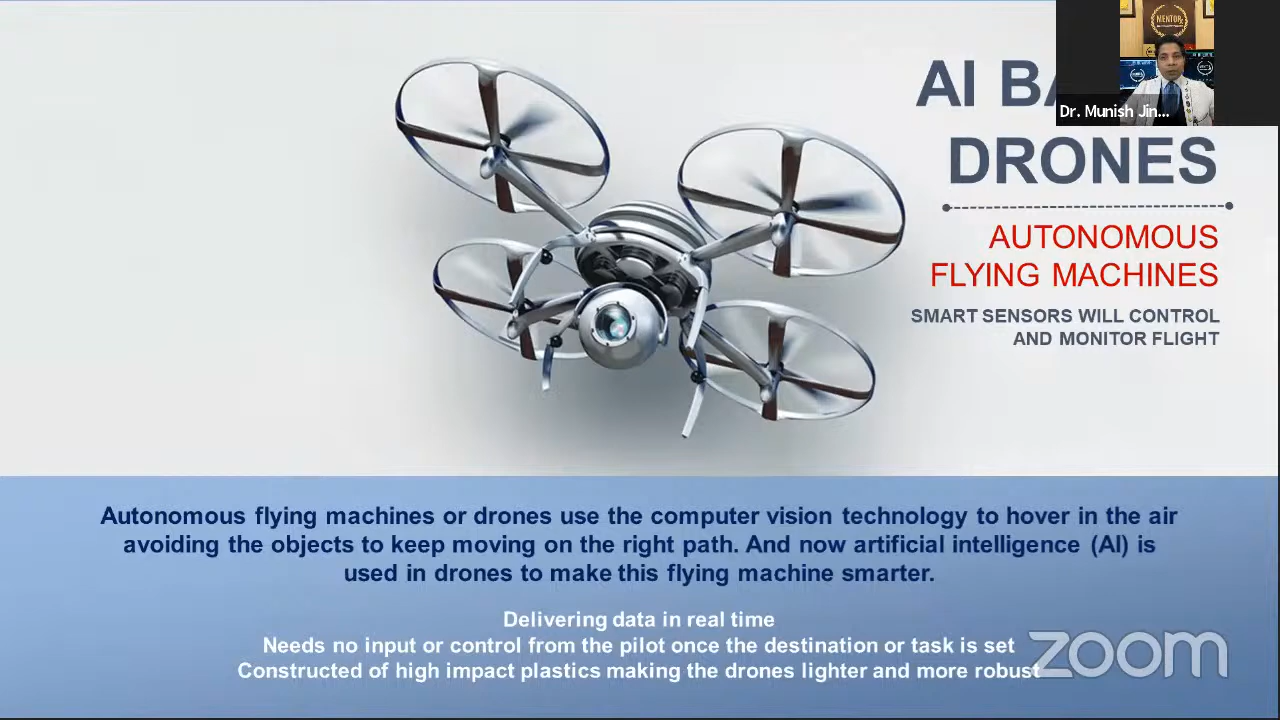 MENTORx
Dr. Munish Jin...
AI BA
DRONES
AUTONOMOUS
FLYING MACHINES
SMART SENSORS WILL CONTROL
AND MONITOR FLIGHT
Autonomous flying machines or drones use the computer vision technology to hover in the air
avoiding the objects to keep moving on the right path. And now artificial intelligence (AI) is
used in drones to make this flying machine smarter.
Delivering data in real time
Needs no input or control from the pilot once the destination or task is set
Constructed of high impact plastics making the drones lighter and more robust
zoom